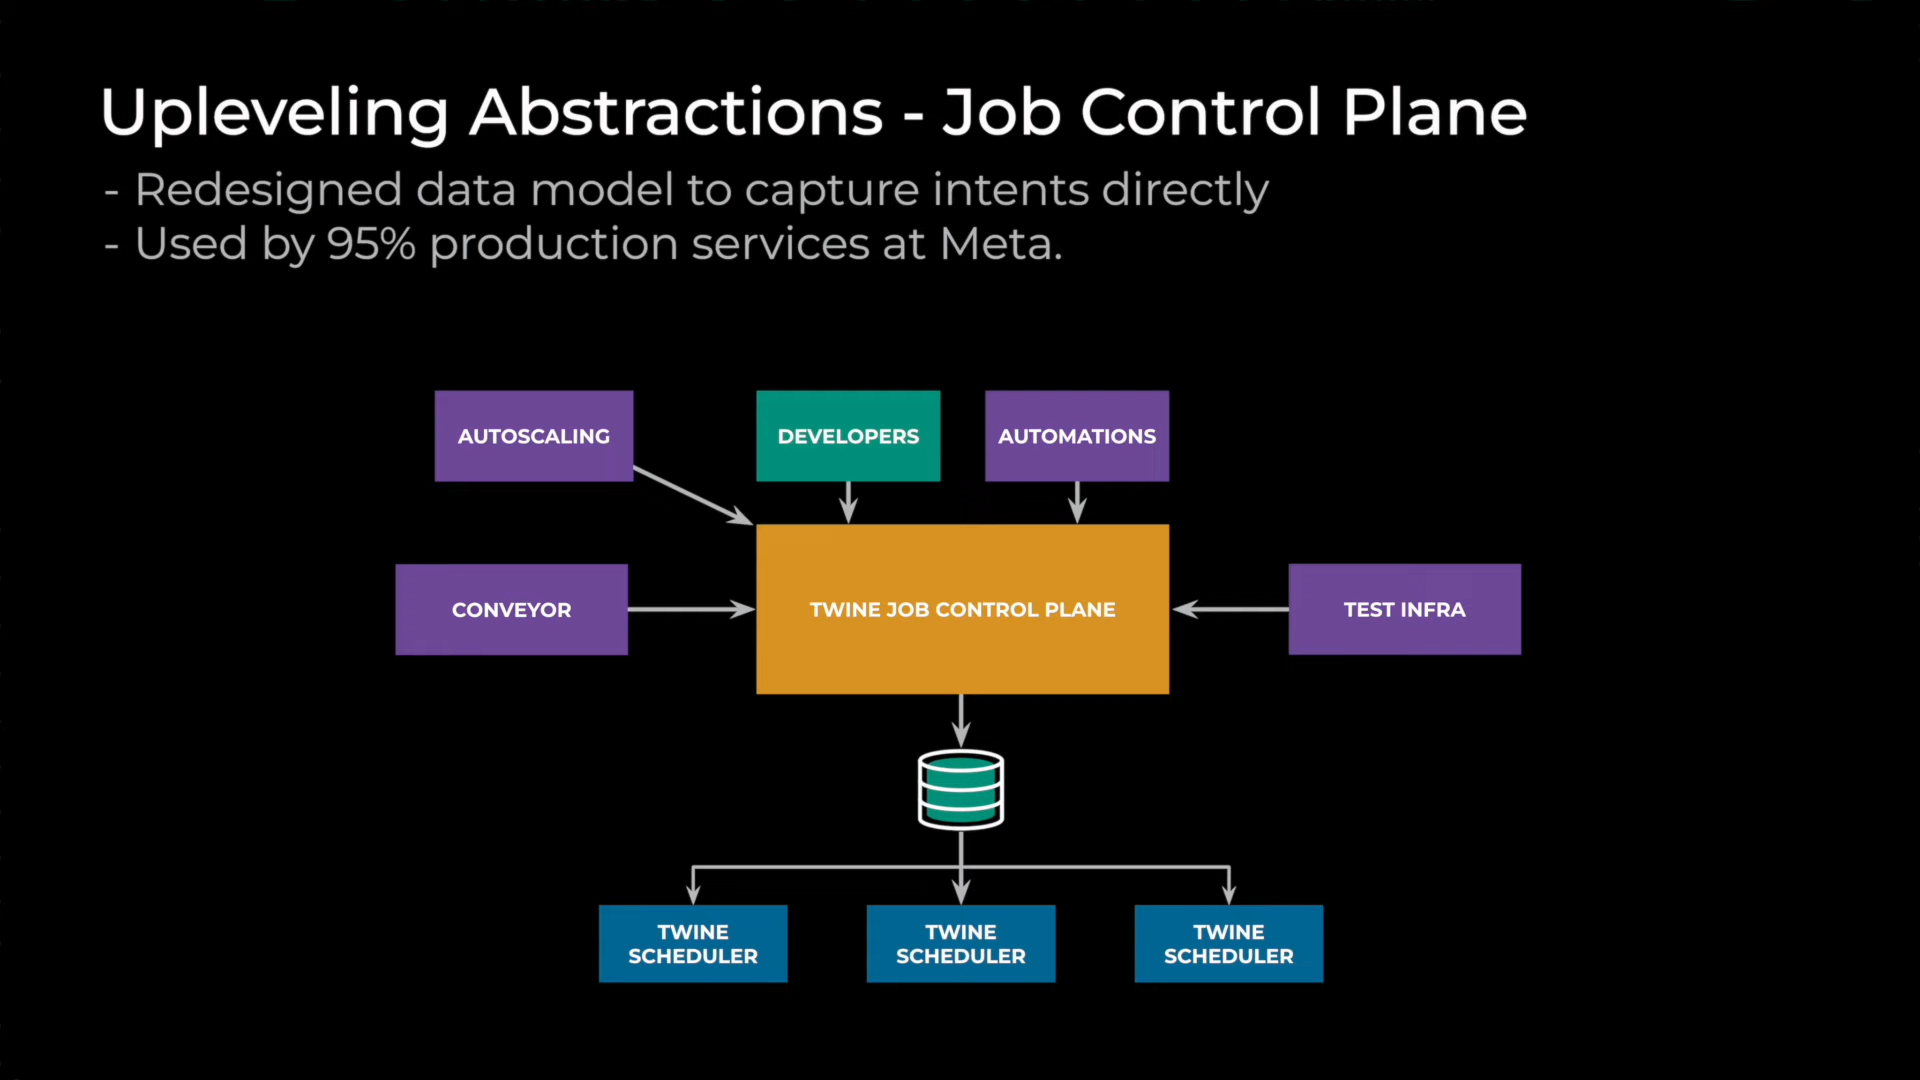 Upleveling Abstractions - Job Control Plane
- Redesigned data model to capture intents directly
- Used by 95% production services at Meta.
AUTOSCALING
DEVELOPERS
AUTOMATIONS
CONVEYOR
TWINE JOB CONTROL PLANE
TEST INFRA
TWINE
SCHEDULER
TWINE
SCHEDULER
TWINE
SCHEDULER